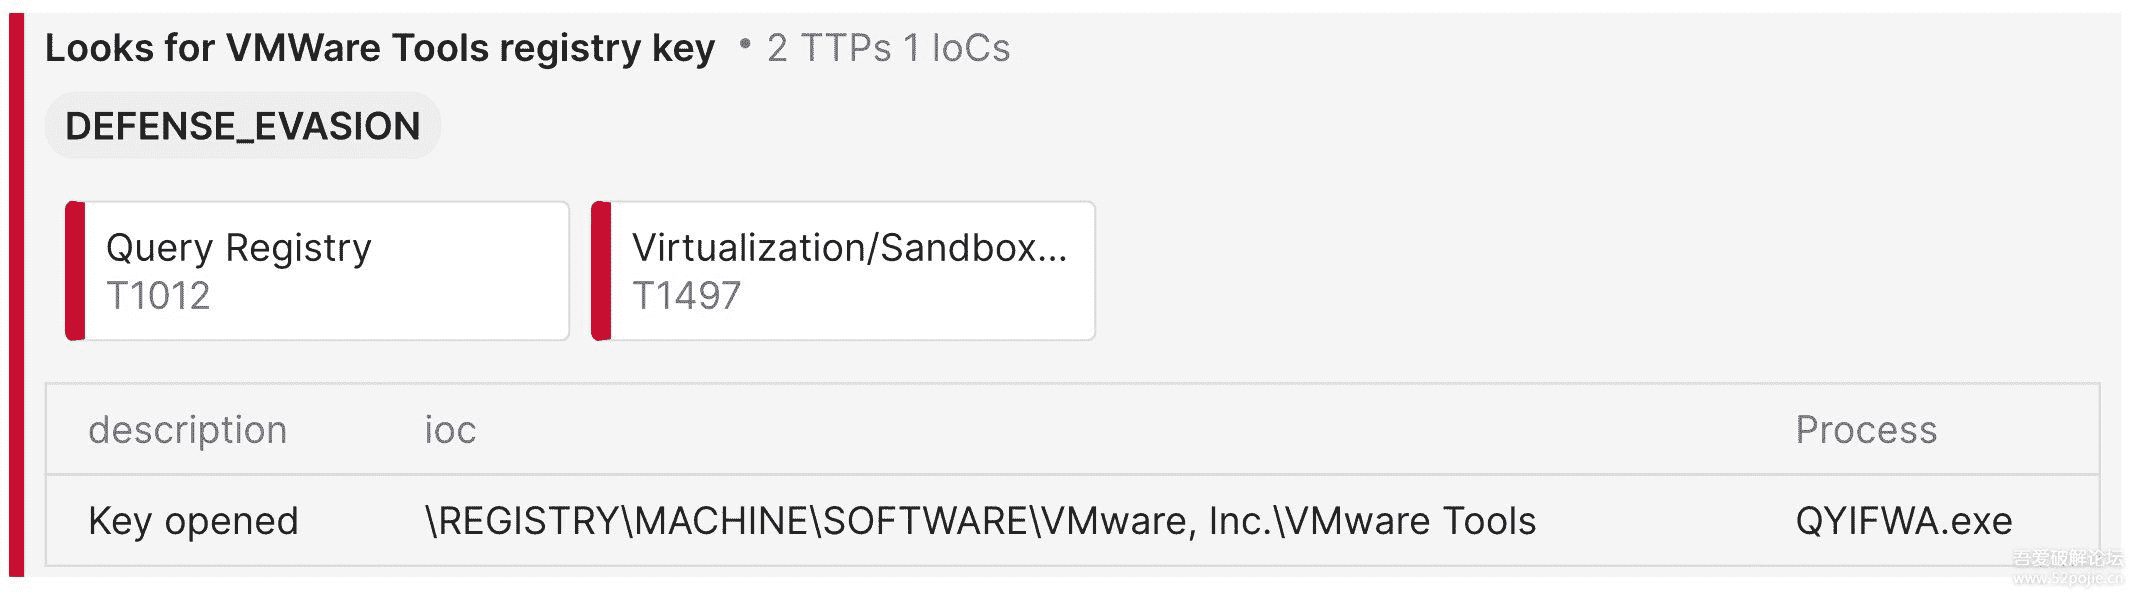 Looks for VMWare Tools registry key • 2 TTPs 1 IoCs
DEFENSE_EVASION
Query Registry
T1012
Virtualization/Sandbox...
T1497
description ioc Process
Key opened \REGISTRY\MACHINE\SOFTWARE\VMware, Inc.\VMware Tools QYIFWA.exe
吾爱破解论坛
www.52pojie.cn